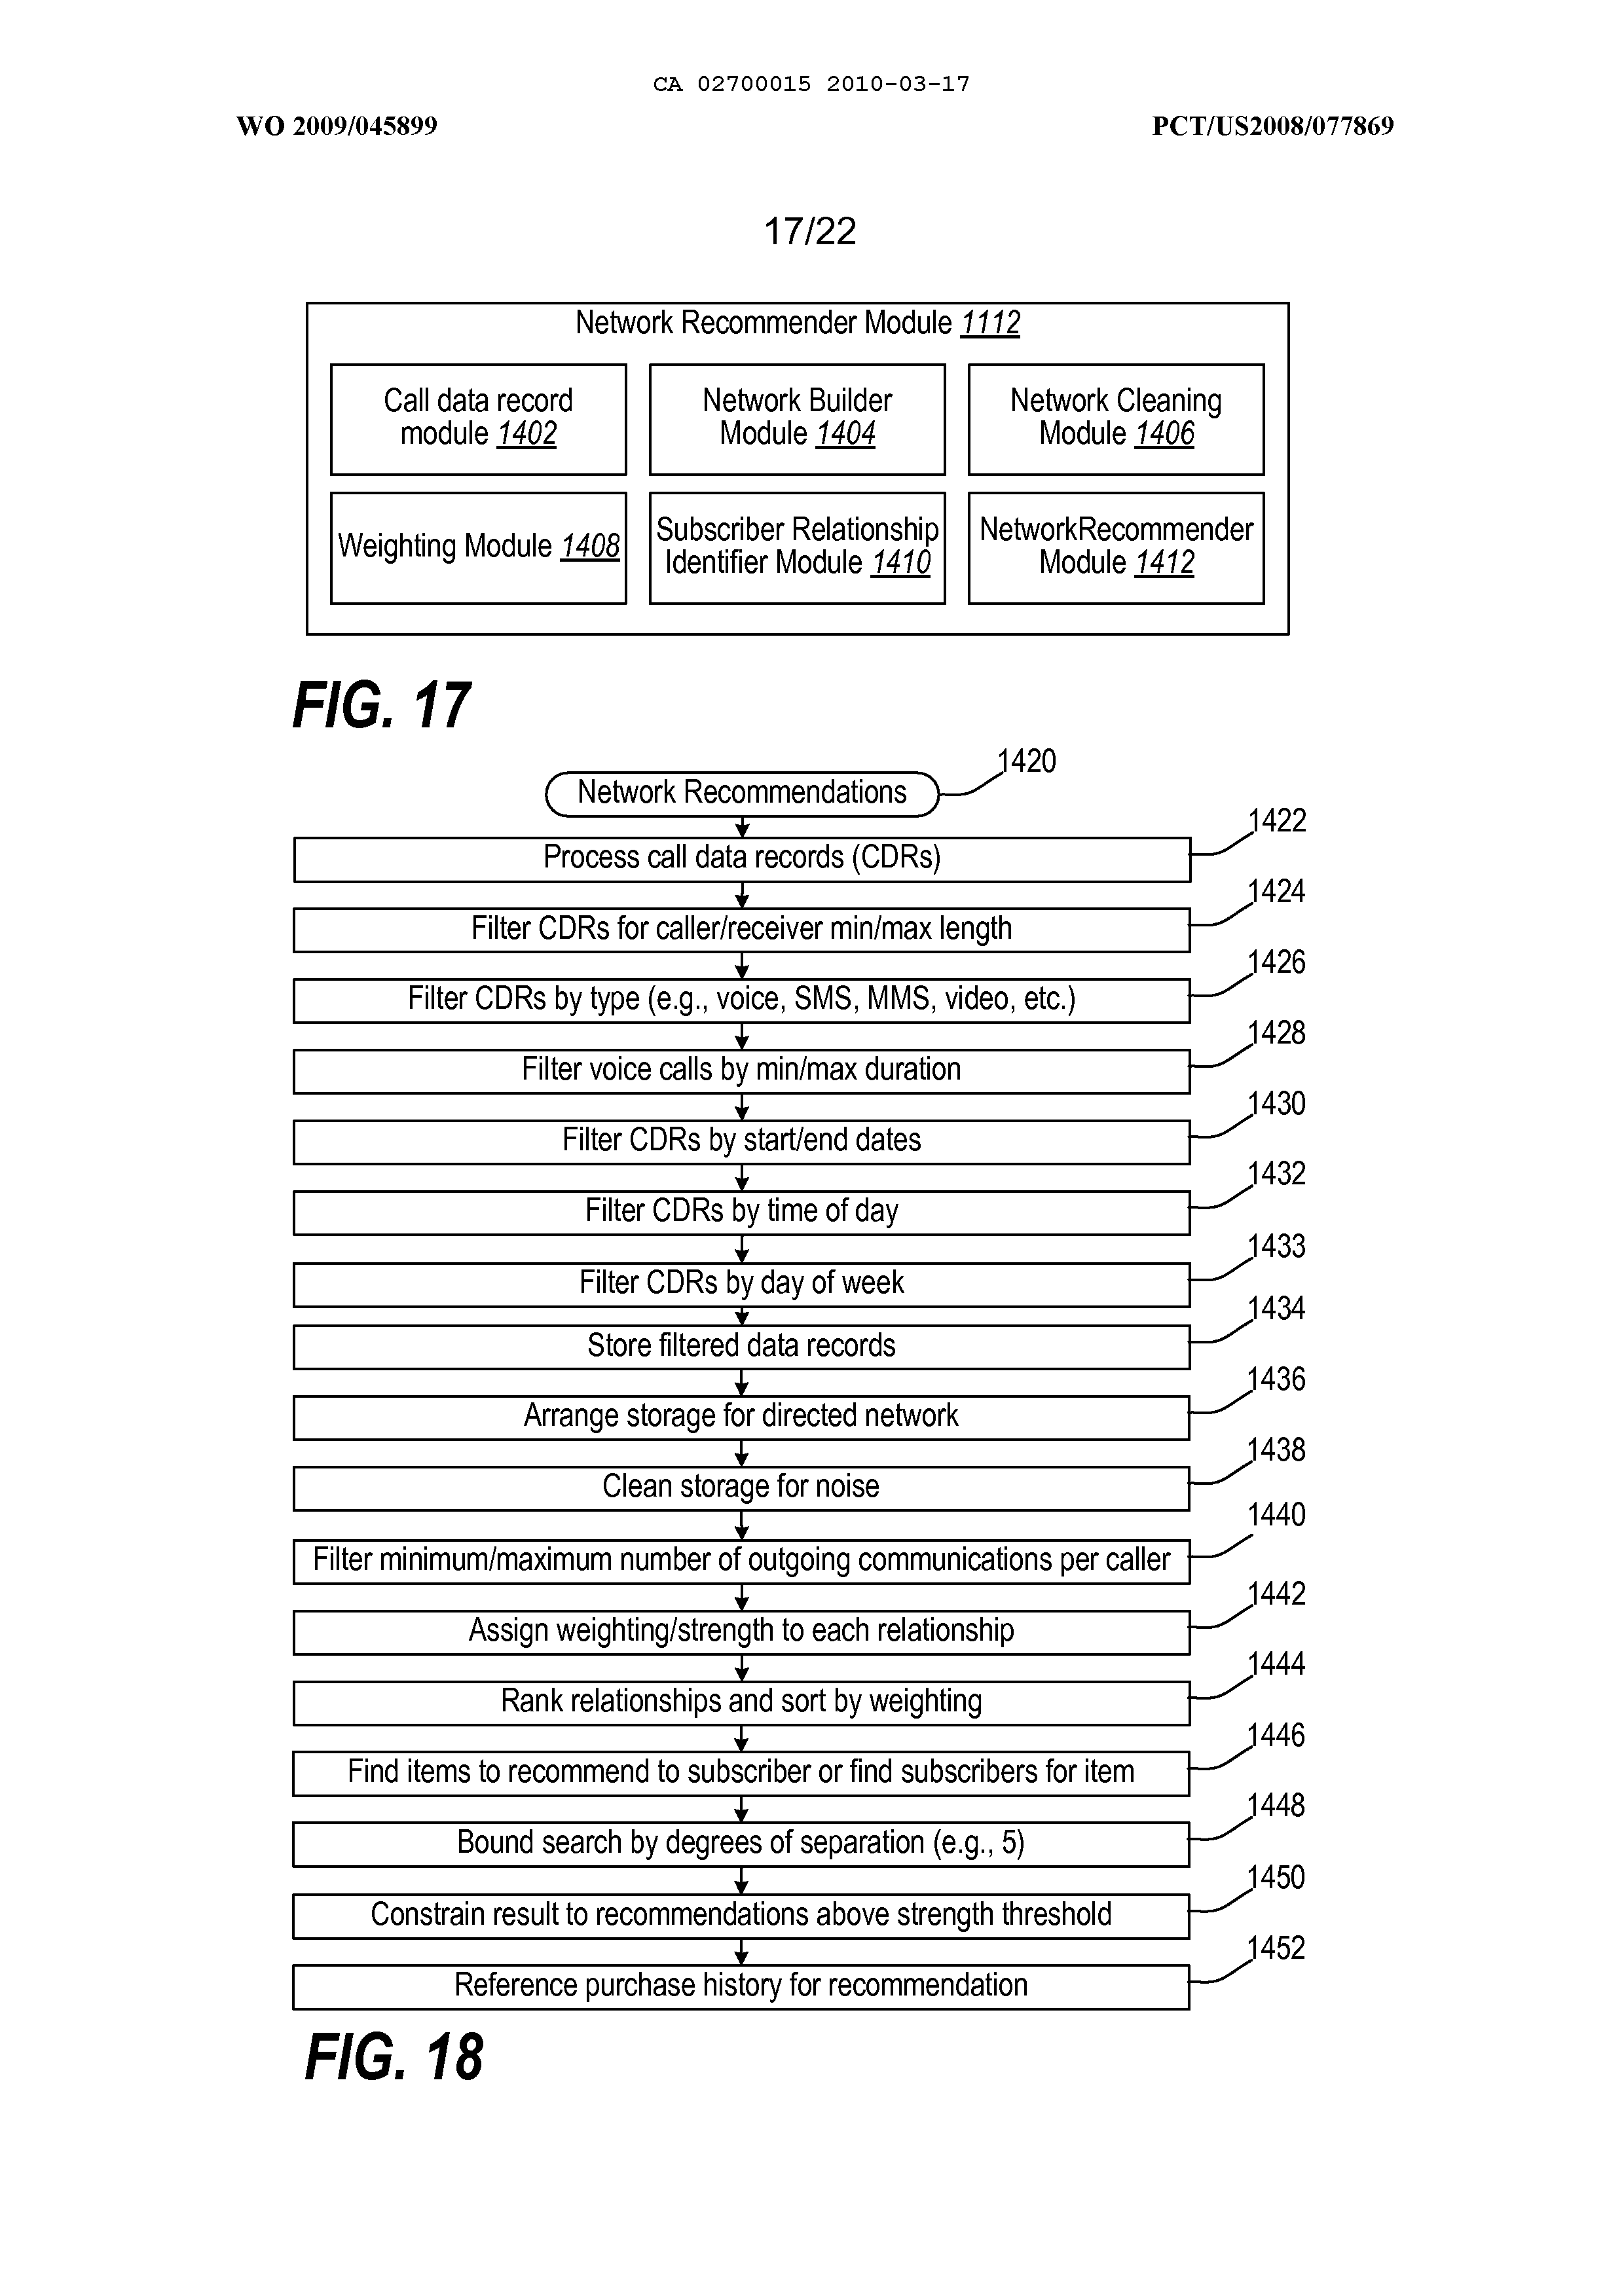 CA 02700015 2010-03-17
WO 2009/045899
PCT/US2008/077869
17/22
Network Recommender Module 1112
Call data record
module 1402
Network Builder
Module 1404
Network Cleaning
Module 1406
Weighting Module 1408
Subscriber Relationship
Identifier Module 1410
NetworkRecommender
Module 1412
FIG. 17
1420
Network Recommendations
1422
Process call data records (CDRs)
1424
Filter CDRs for caller/receiver min/max length
1426
Filter CDRs by type (e.g., voice, SMS, MMS, video, etc.)
1428
Filter voice calls by min/max duration
1430
Filter CDRs by start/end dates
1432
Filter CDRs by time of day
1433
Filter CDRs by day of week
1434
Store filtered data records
1436
Arrange storage for directed network
1438
Clean storage for noise
1440
Filter minimum/maximum number of outgoing communications per caller
1442
Assign weighting/strength to each relationship
1444
Rank relationships and sort by weighting
1446
Find items to recommend to subscriber or find subscribers for item
1448
Bound search by degrees of separation (e.g., 5)
1450
Constrain result to recommendations above strength threshold
1452
Reference purchase history for recommendation
FIG. 18